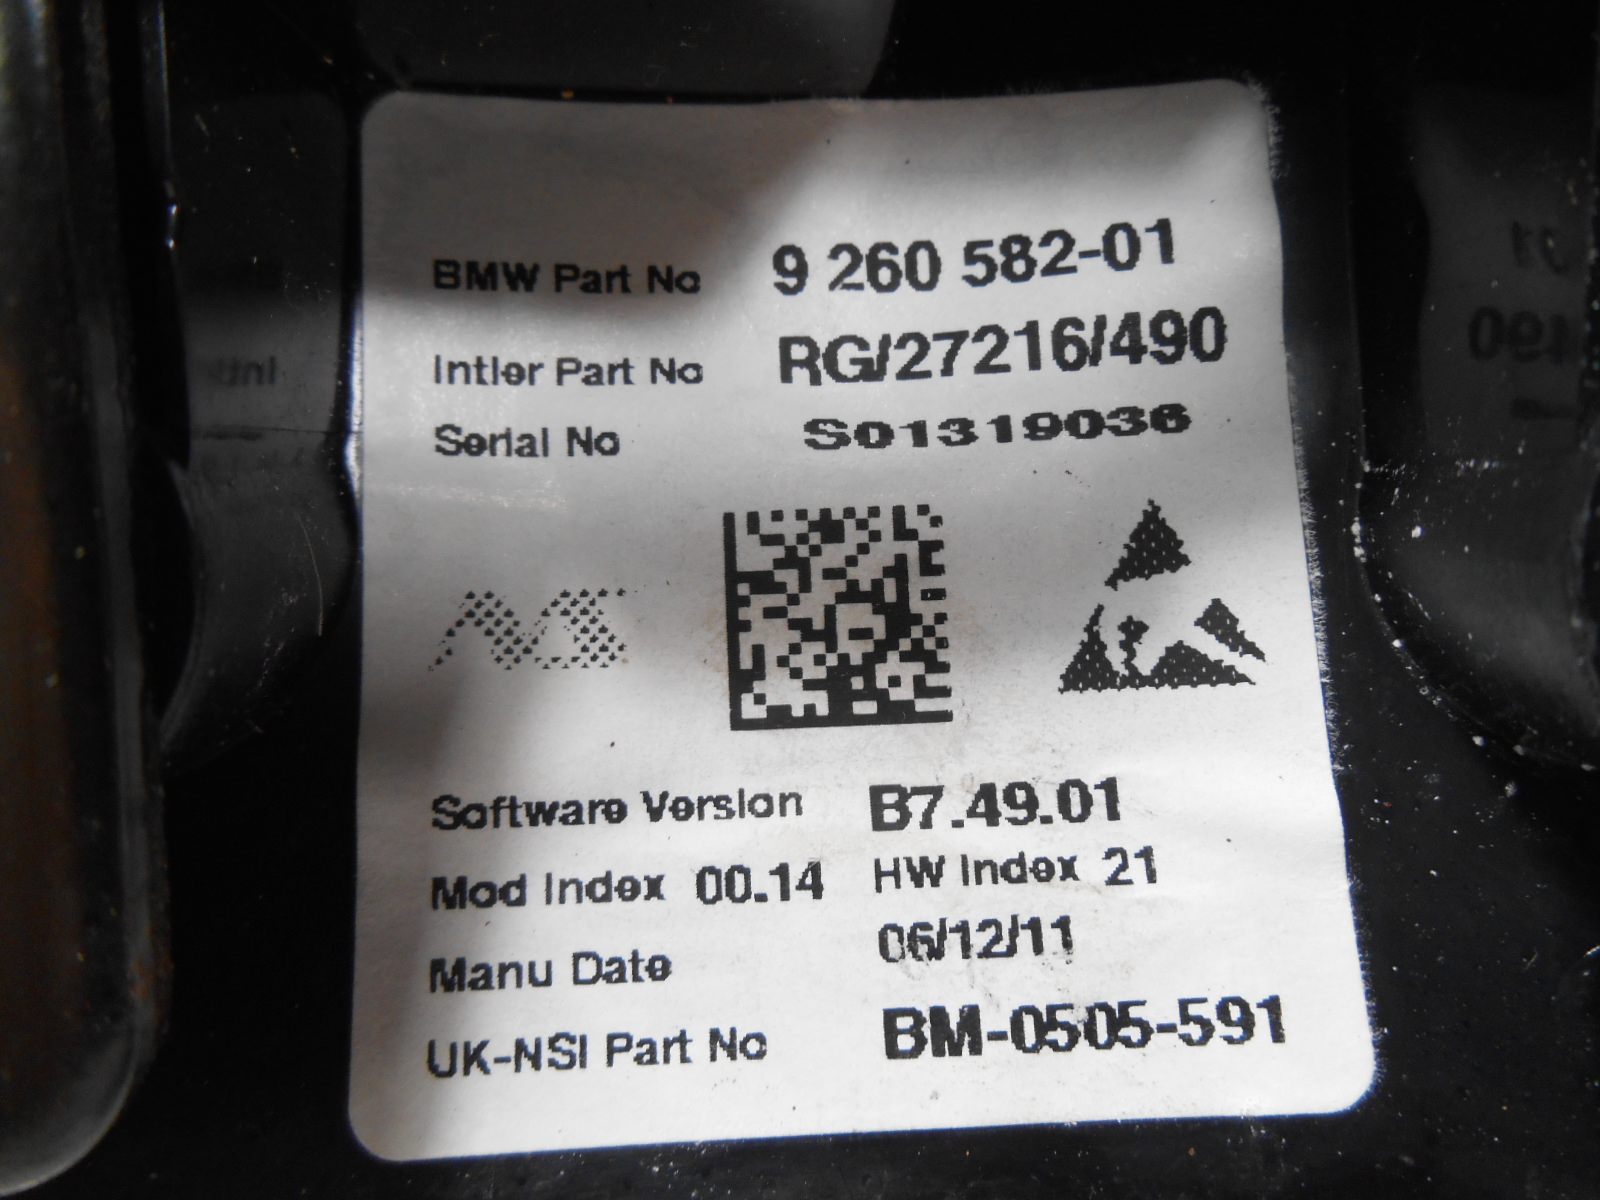 BMW Part No 9 260 582-01
Intier Part No RG/27216/490
Serial No S01319036
NSI
Software Version B7.49.01
Mod Index 00.14 HW Index 21
Manu Date 06/12/11
UK-NSI Part No BM-0505-591